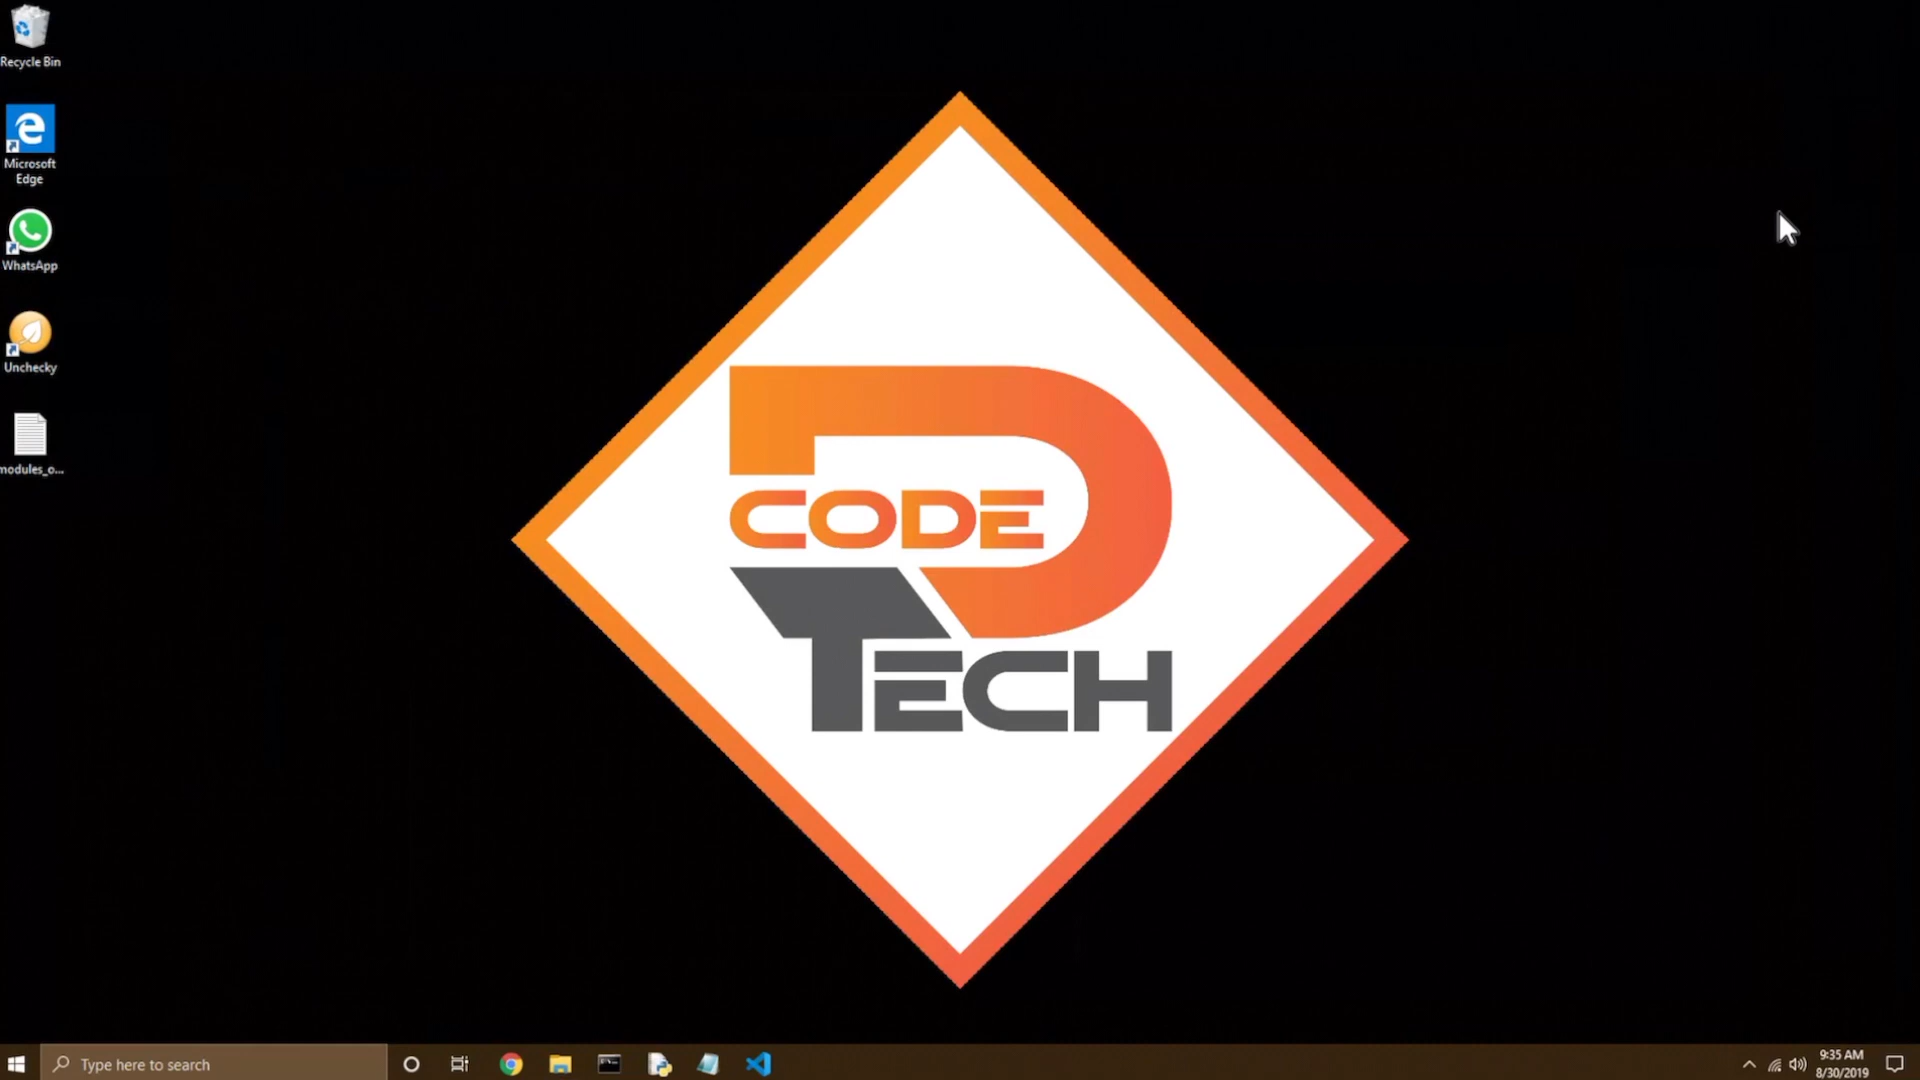 Recycle Bin
Microsoft
Edge
WhatsApp
Unchecky
modules_o...
CODE
TECH
Type here to search
9:35 AM
8/30/2019